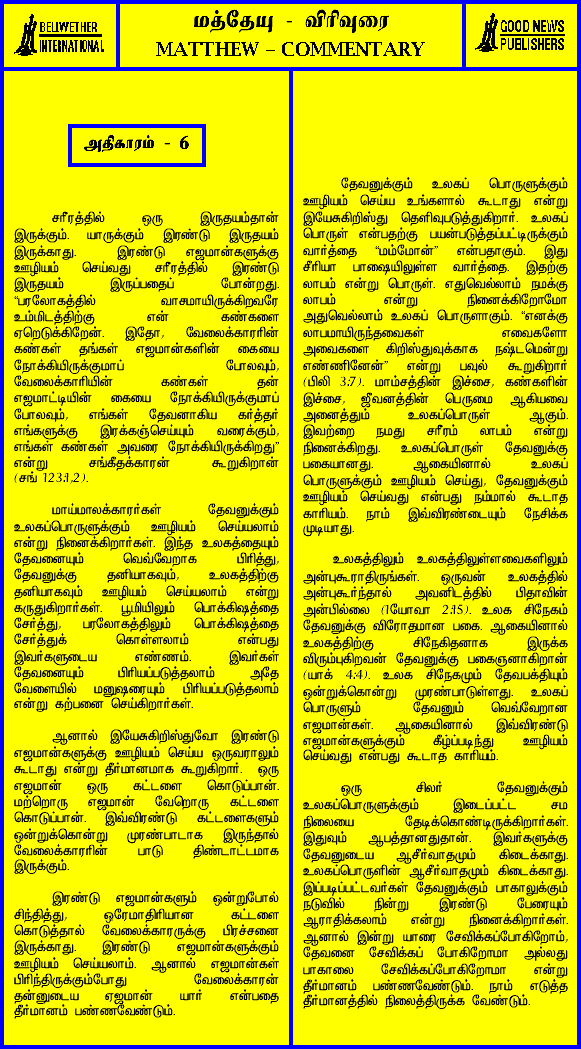 BELIWETHER
INTERNATIONAL
மத்தேயு - விரிவுரை
MATTHEW – COMMENTARY
GOOD NEWS
PUBLISHERS
அதிகாரம் - 6
சரீரத்தில் ஒரு இருதயம்தான்
இருக்கும். யாருக்கும் இரண்டு இருதயம்
இருக்காது. இரண்டு எஜமான்களுக்கு
ஊழியம் செய்வது சரீரத்தில் இரண்டு
இருதயம் இருப்பதைப் போன்றது.
“பரலோகத்தில் வாசமாயிருக்கிறவரே
உம்மிடத்திற்கு என் கண்களை
ஏறெடுக்கிறேன். இதோ, வேலைக்காரரின்
கண்கள் தங்கள் எஜமான்களின் கையை
நோக்கியிருக்குமாப் போலவும்,
வேலைக்காரியின் கண்கள் தன்
எஜமாட்டியின் கையை நோக்கியிருக்குமாப்
போலவும், எங்கள் தேவனாகிய கர்த்தர்
எங்களுக்கு இரக்கஞ்செய்யும் வரைக்கும்,
எங்கள் கண்கள் அவரை நோக்கியிருக்கிறது”
என்று சங்கீதக்காரன் கூறுகிறான்
(சங் 123:1,2).
மாய்மாலக்காரர்கள் தேவனுக்கும்
உலகப்பொருளுக்கும் ஊழியம் செய்யலாம்
என்று நினைக்கிறார்கள். இந்த உலகத்தையும்
தேவனையும் வெவ்வேறாக பிரித்து,
தேவனுக்கு தனியாகவும், உலகத்திற்கு
தனியாகவும் ஊழியம் செய்யலாம் என்று
கருதுகிறார்கள். பூமியிலும் பொக்கிஷத்தை
சேர்த்து, பரலோகத்திலும் பொக்கிஷத்தை
சேர்த்துக் கொள்ளலாம் என்பது
இவர்களுடைய எண்ணம். இவர்கள்
தேவனையும் பிரியப்படுத்தலாம் அதே
வேளையில் மனுஷரையும் பிரியப்படுத்தலாம்
என்று கற்பனை செய்கிறார்கள்.
ஆனால் இயேசுகிறிஸ்துவோ இரண்டு
எஜமான்களுக்கு ஊழியம் செய்ய ஒருவராலும்
கூடாது என்று தீர்மானமாக கூறுகிறார். ஒரு
எஜமான் ஒரு கட்டளை கொடுப்பான்.
மற்றொரு எஜமான் வேறொரு கட்டளை
கொடுப்பான். இவ்விரண்டு கட்டளைகளும்
ஒன்றுக்கொன்று முரண்பாடாக இருந்தால்
வேலைக்காரரின் பாடு திண்டாட்டமாக
இருக்கும்.
இரண்டு எஜமான்களும் ஒன்றுபோல்
சிந்தித்து, ஒரேமாதிரியான கட்டளை
கொடுத்தால் வேலைக்காரருக்கு பிரச்சனை
இருக்காது. இரண்டு எஜமான்களுக்கும்
ஊழியம் செய்யலாம். ஆனால் எஜமான்கள்
பிரிந்திருக்கும்போது வேலைக்காரன்
தன்னுடைய ஏஜமான் யார் என்பதை
தீர்மானம் பண்ணவேண்டும்.
தேவனுக்கும் உலகப் பொருளுக்கும்
ஊழியம் செய்ய உங்களால் கூடாது என்று
இயேசுகிறிஸ்து தெளிவுபடுத்துகிறார். உலகப்
பொருள் என்பதற்கு பயன்படுத்தப்பட்டிருக்கும்
வார்த்தை “மம்மோன்” என்பதாகும். இது
சீரியா பாஷையிலுள்ள வார்த்தை. இதற்கு
லாபம் என்று பொருள். எதுவெல்லாம் நமக்கு
லாபம் என்று நினைக்கிறோமோ
அதுவெல்லாம் உலகப் பொருளாகும். “எனக்கு
லாபமாயிருந்தவைகள் எவைகளோ
அவைகளை கிறிஸ்துவுக்காக நஷ்டமென்று
எண்ணினேன்” என்று பவுல் கூறுகிறார்
(பிலி 3:7). மாம்சத்தின் இச்சை, கண்களின்
இச்சை, ஜீவனத்தின் பெருமை ஆகியவை
அனைத்தும் உலகப்பொருள் ஆகும்.
இவற்றை நமது சரீரம் லாபம் என்று
நினைக்கிறது. உலகப்பொருள் தேவனுக்கு
பகையானது. ஆகையினால் உலகப்
பொருளுக்கும் ஊழியம் செய்து, தேவனுக்கும்
ஊழியம் செய்வது என்பது நம்மால் கூடாத
காரியம். நாம் இவ்விரண்டையும் நேசிக்க
முடியாது.
உலகத்திலும் உலகத்திலுள்ளவைகளிலும்
அன்புகூராதிருங்கள். ஒருவன் உலகத்தில்
அன்புகூர்ந்தால் அவனிடத்தில் பிதாவின்
அன்பில்லை (1யோவா 2:15). உலக சிநேகம்
தேவனுக்கு விரோதமான பகை. ஆகையினால்
உலகத்திற்கு சிநேகிதனாக இருக்க
விரும்புகிறவன் தேவனுக்கு பகைஞனாகிறான்
(யாக் 4:4). உலக சிநேகமும் தேவபக்தியும்
ஒன்றுக்கொன்று முரண்பாடுள்ளது. உலகப்
பொருளும் தேவனும் வெவ்வேறான
எஜமான்கள். ஆகையினால் இவ்விரண்டு
எஜமான்களுக்கும் கீழ்ப்படிந்து ஊழியம்
செய்வது என்பது கூடாத காரியம்.
ஒரு சிலர் தேவனுக்கும்
உலகப்பொருளுக்கும் இடைப்பட்ட சம
நிலையை தேடிக்கொண்டிருக்கிறார்கள்.
இதுவும் ஆபத்தானதுதான். இவர்களுக்கு
தேவனுடைய ஆசீர்வாதமும் கிடைக்காது.
உலகப்பொருளின் ஆசீர்வாதமும் கிடைக்காது.
இப்படிப்பட்டவர்கள் தேவனுக்கும் பாகாலுக்கும்
நடுவில் நின்று இரண்டு பேரையும்
ஆராதிக்கலாம் என்று நினைக்கிறார்கள்.
ஆனால் இன்று யாரை சேவிக்கப்போகிறோம்,
தேவனை சேவிக்கப் போகிறோமா அல்லது
பாகாலை சேவிக்கப்போகிறோமா என்று
தீர்மானம் பண்ணவேண்டும். நாம் எடுத்த
தீர்மானத்தில் நிலைத்திருக்க வேண்டும்.